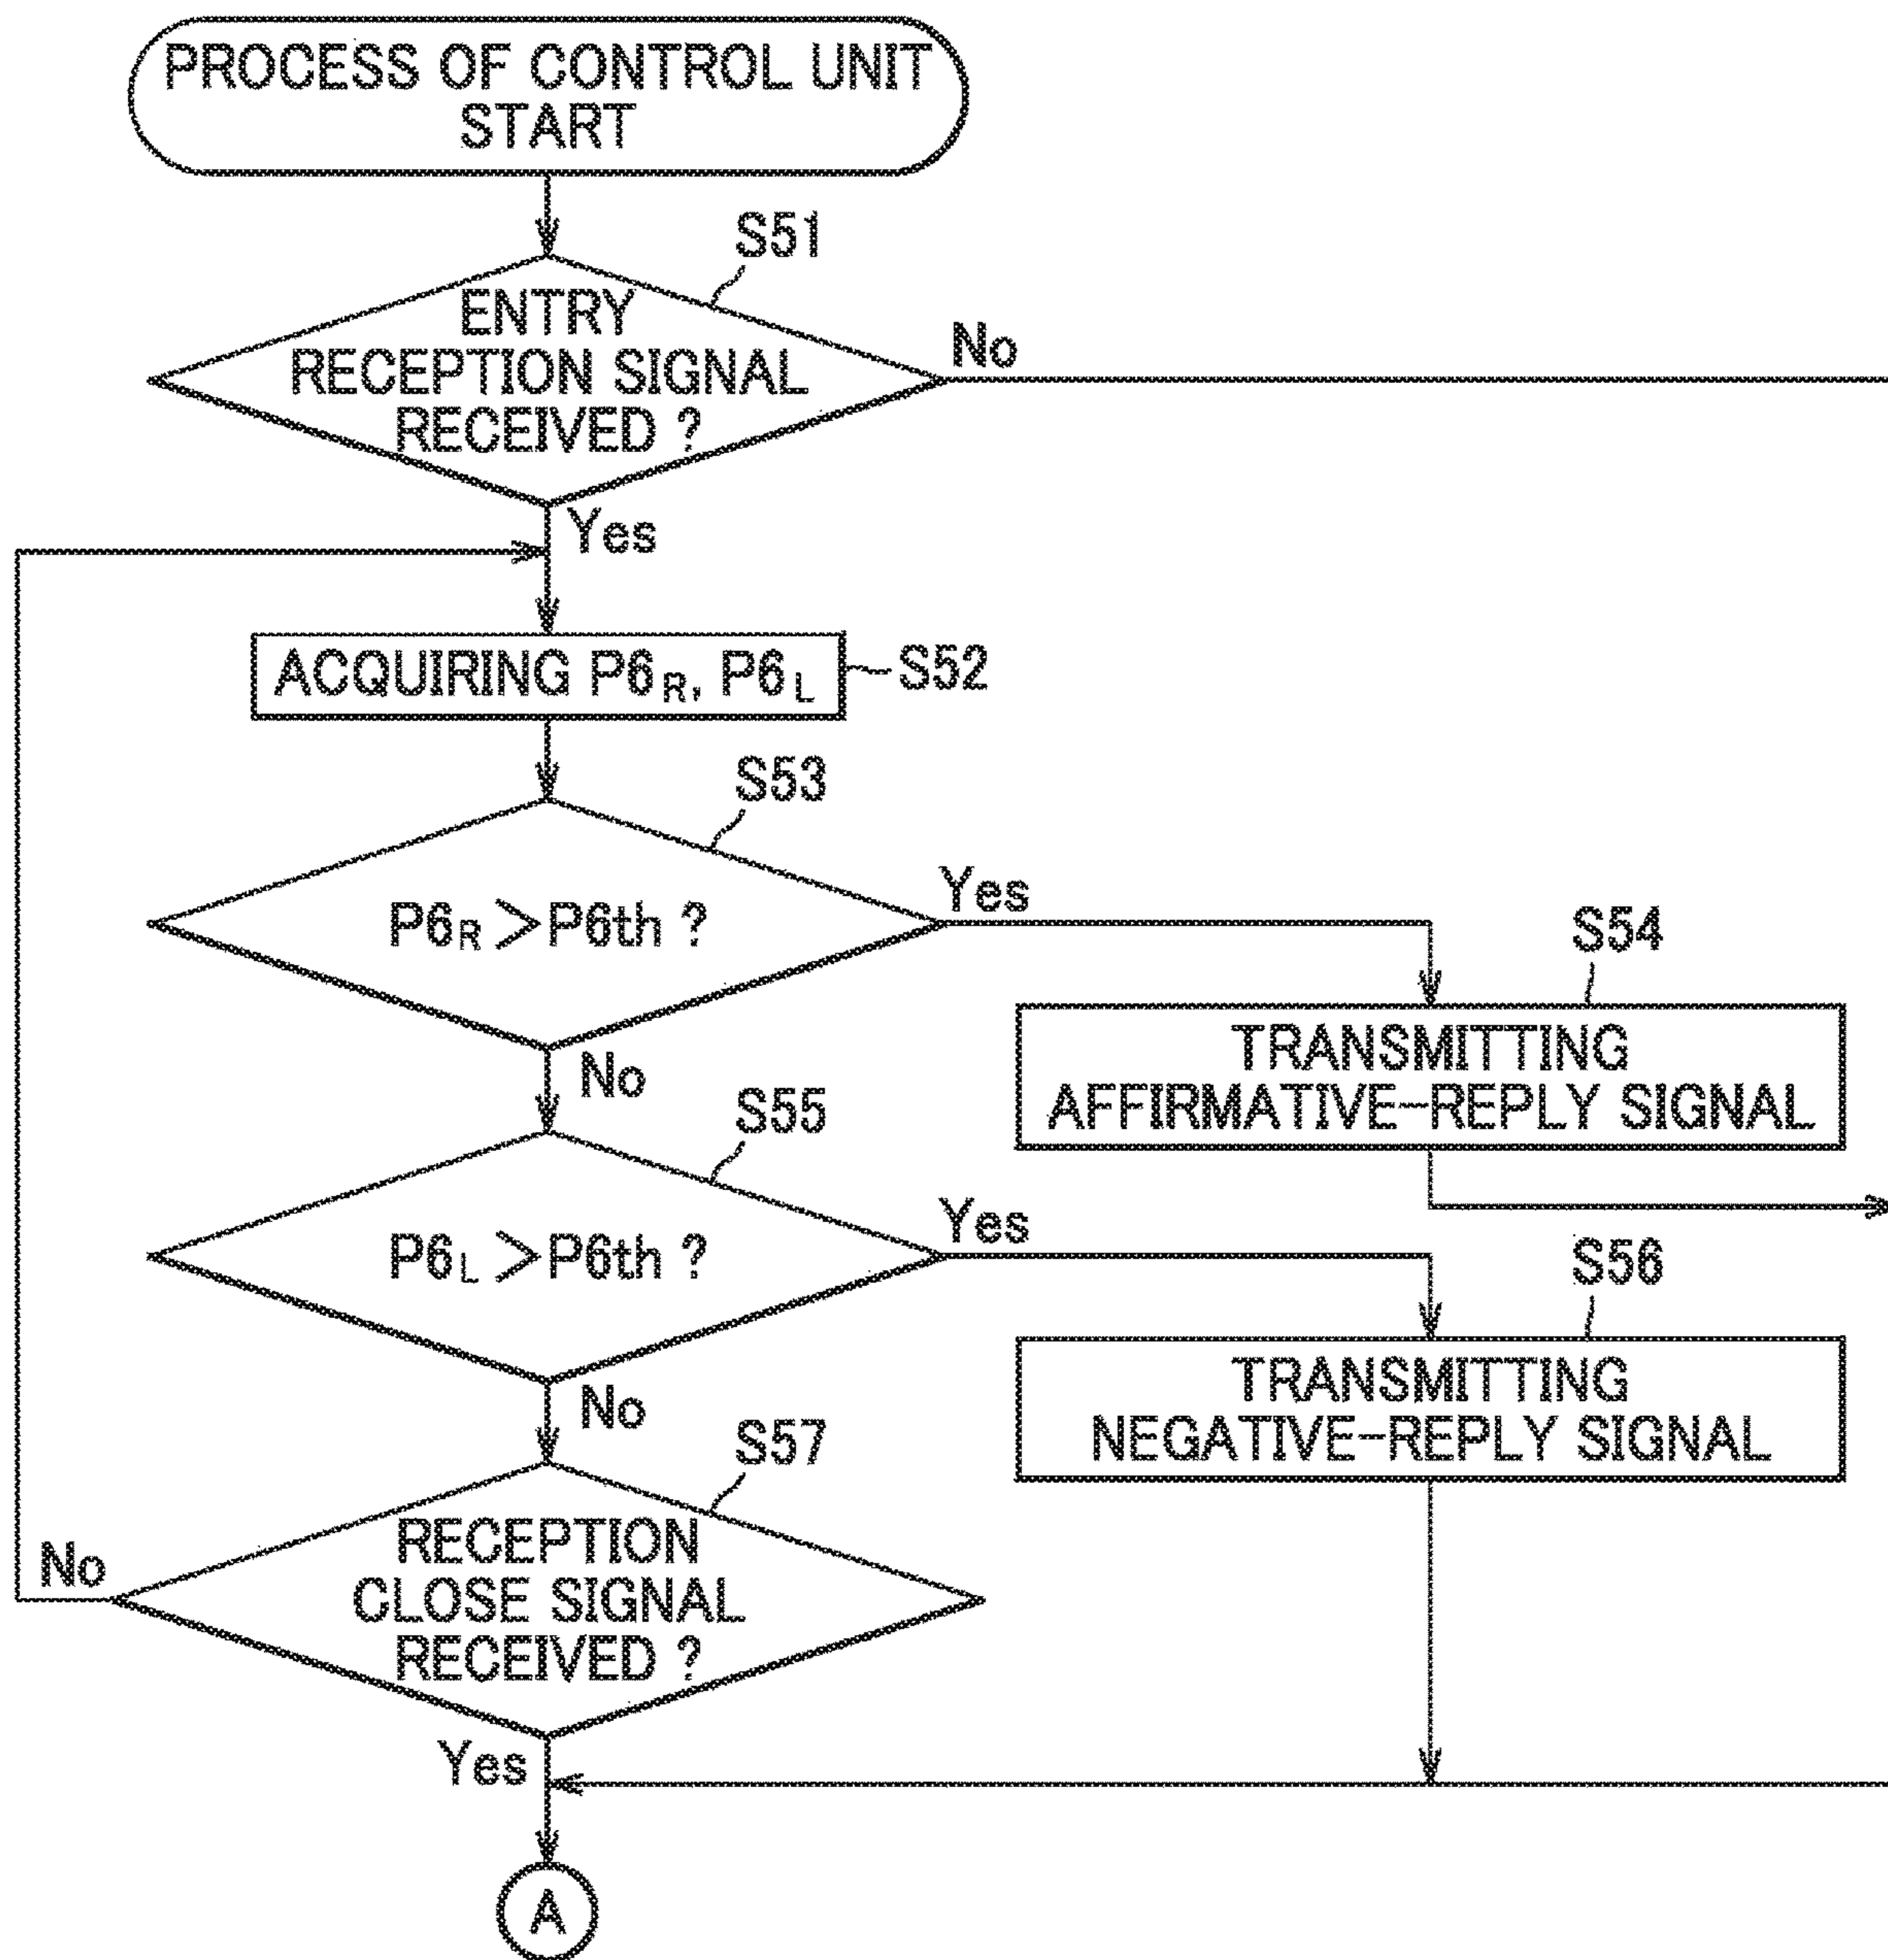 PROCESS OF CONTROL UNIT
START
S51
ENTRY
RECEPTION SIGNAL
RECEIVED ?
No
Yes
ACQUIRING P6R, P6L
S52
S53
P6R > P6th ?
Yes
S54
TRANSMITTING
AFFIRMATIVE-REPLY SIGNAL
No
S55
P6L > P6th ?
Yes
S56
TRANSMITTING
NEGATIVE-REPLY SIGNAL
No
S57
RECEPTION
CLOSE SIGNAL
RECEIVED ?
No
Yes
A